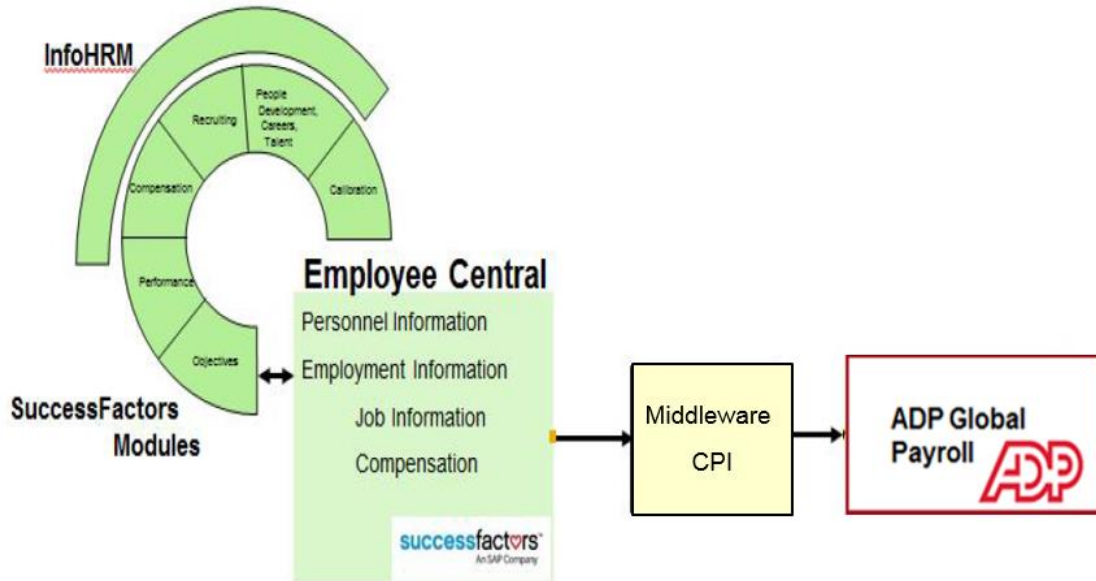 InfoHRM
Recruiting
People
Development,
Careers,
Talent
Compensation
Calibration
Performance
Objectives
SuccessFactors
Modules
Employee Central
Personnel Information
Employment Information
Job Information
Compensation
successfactors™
An SAP Company
Middleware
CPI
ADP Global
Payroll
ADP